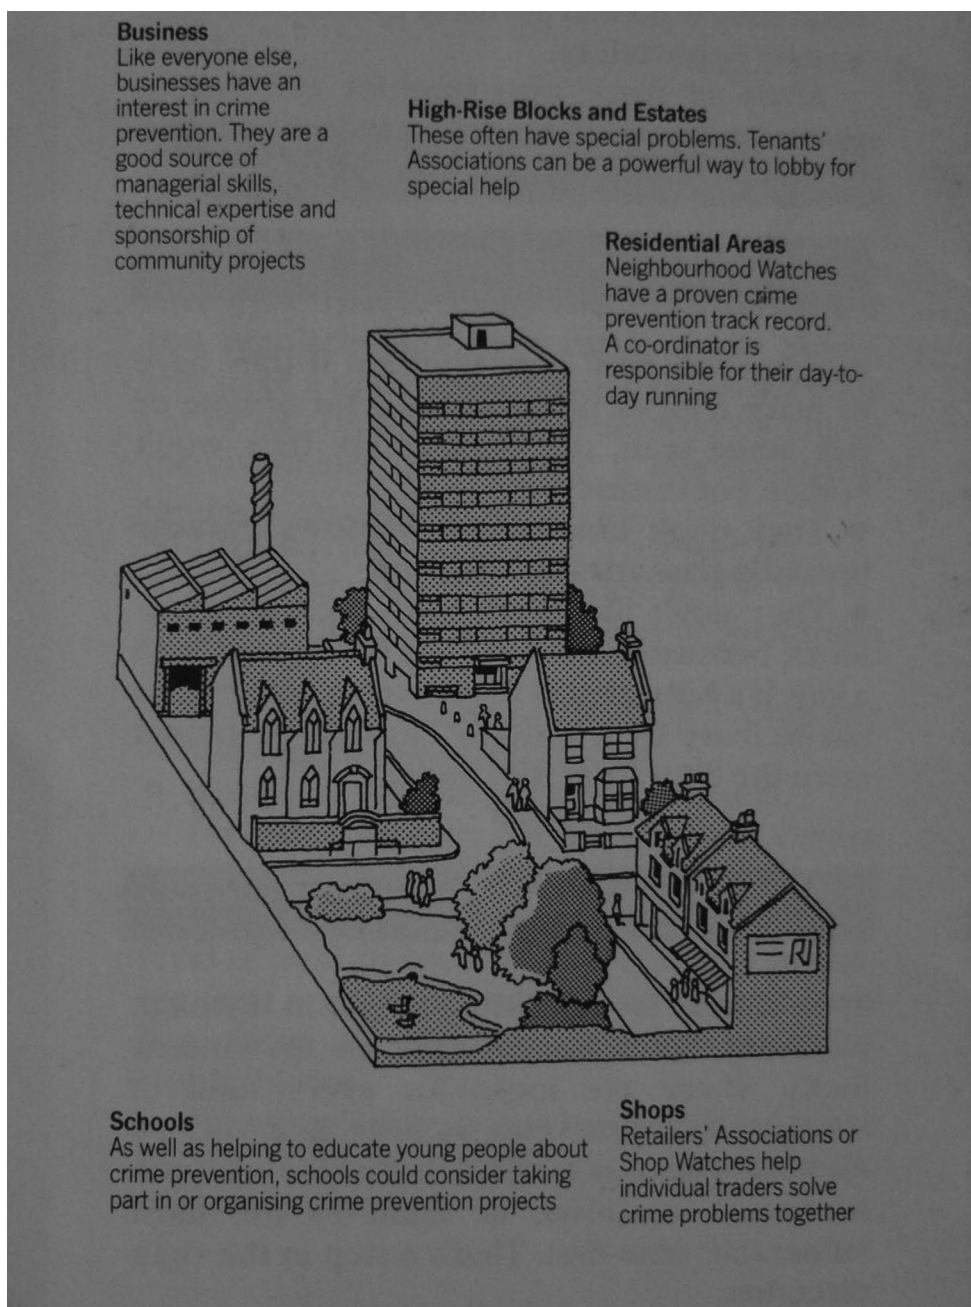 Business
Like everyone else,
businesses have an
interest in crime
prevention. They are a
good source of
managerial skills,
technical expertise and
sponsorship of
community projects
High-Rise Blocks and Estates
These often have special problems. Tenants'
Associations can be a powerful way to lobby for
special help
Residential Areas
Neighbourhood Watches
have a proven crime
prevention track record.
A co-ordinator is
responsible for their day-to-
day running
Schools
As well as helping to educate young people about
crime prevention, schools could consider taking
part in or organising crime prevention projects
Shops
Retailers' Associations or
Shop Watches help
individual traders solve
crime problems together